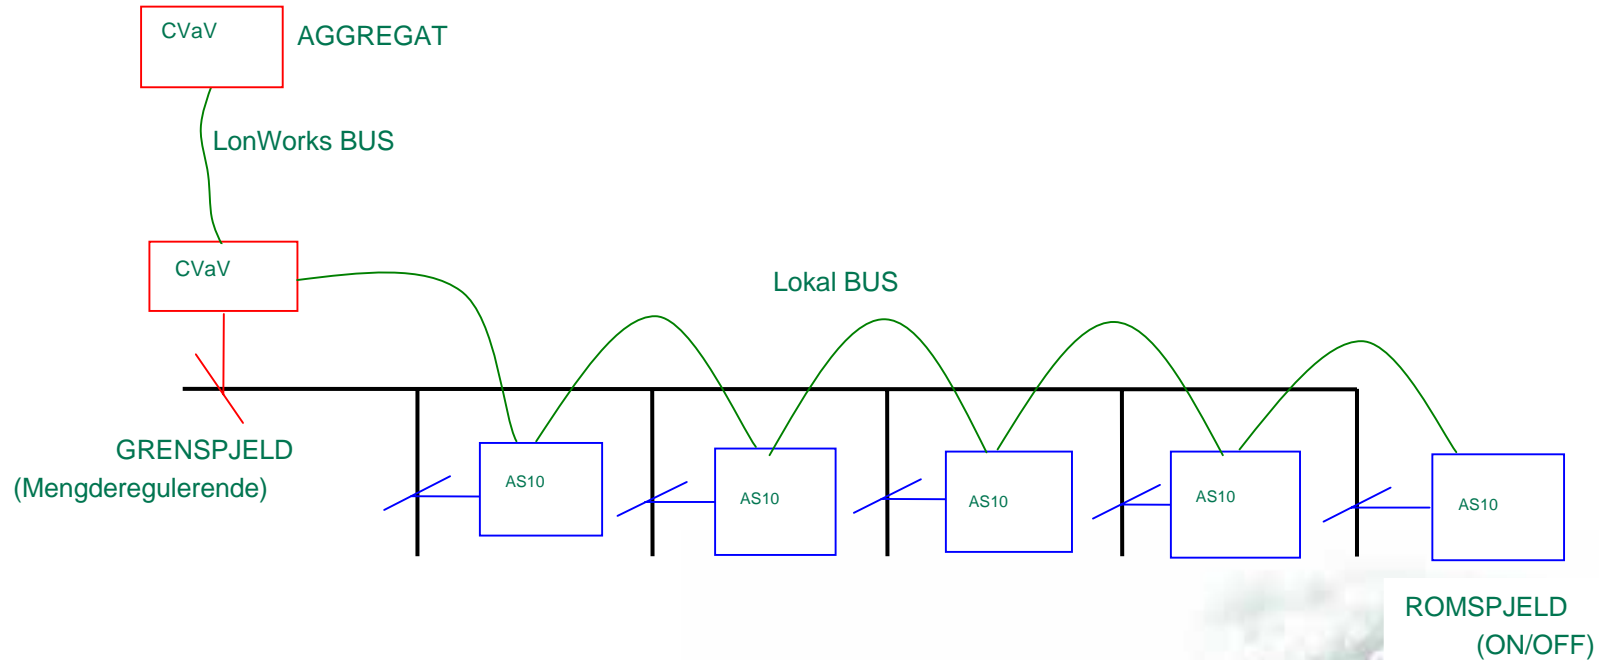 CVaV
AGGREGAT
LonWorks BUS
CVaV
Lokal BUS
GRENSPJELD
(Mengderegulerende)
AS10
AS10
AS10
AS10
AS10
ROMSPJELD
(ON/OFF)